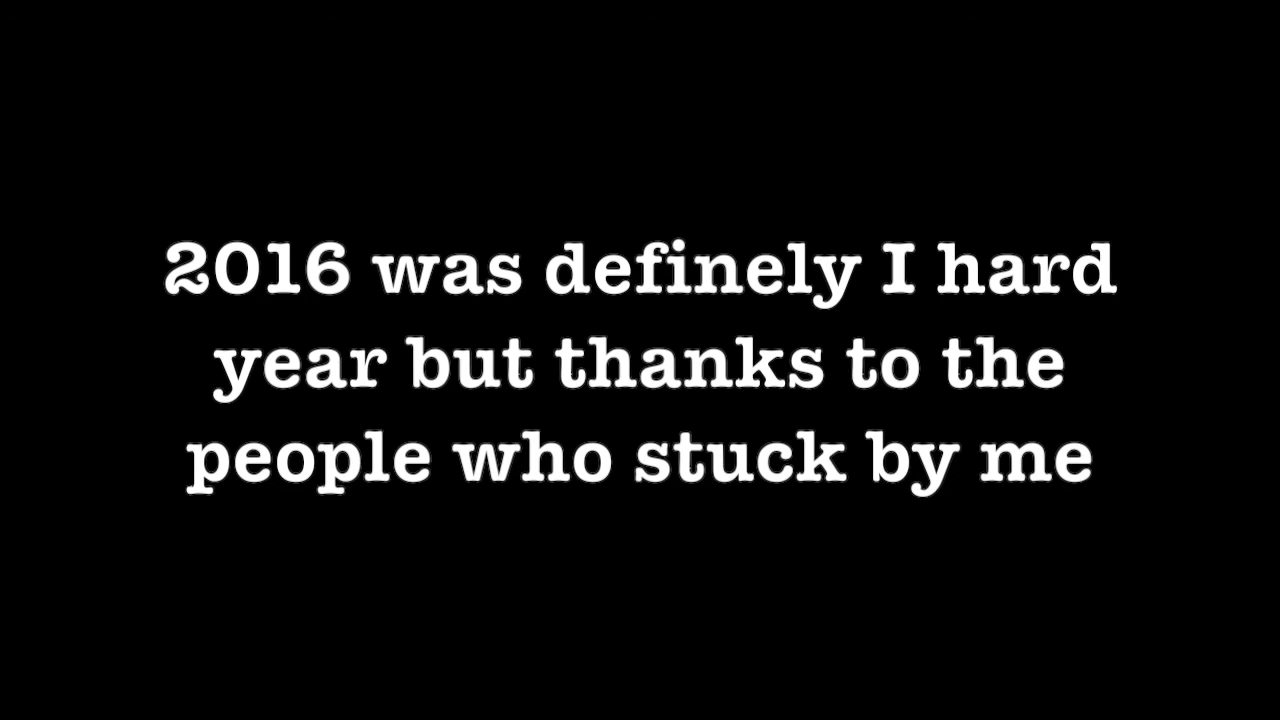 2016 was definely I hard
year but thanks to the
people who stuck by me